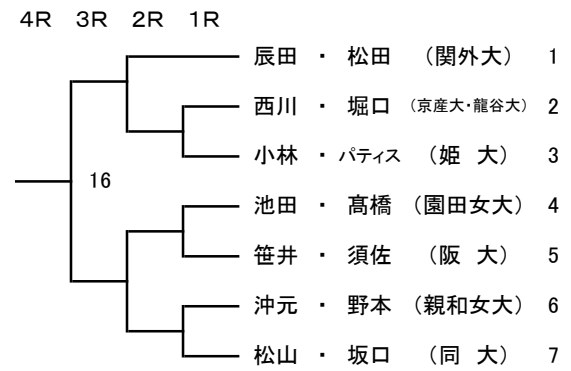 4R 3R 2R 1R
辰田 ・ 松田 （関外大） 1
西川 ・ 堀口 （京産大・龍谷大） 2
小林 ・ パティス （姫 大） 3
16
池田 ・ 髙橋 （園田女大） 4
笹井 ・ 須佐 （阪 大） 5
沖元 ・ 野本 （親和女大） 6
松山 ・ 坂口 （同 大） 7